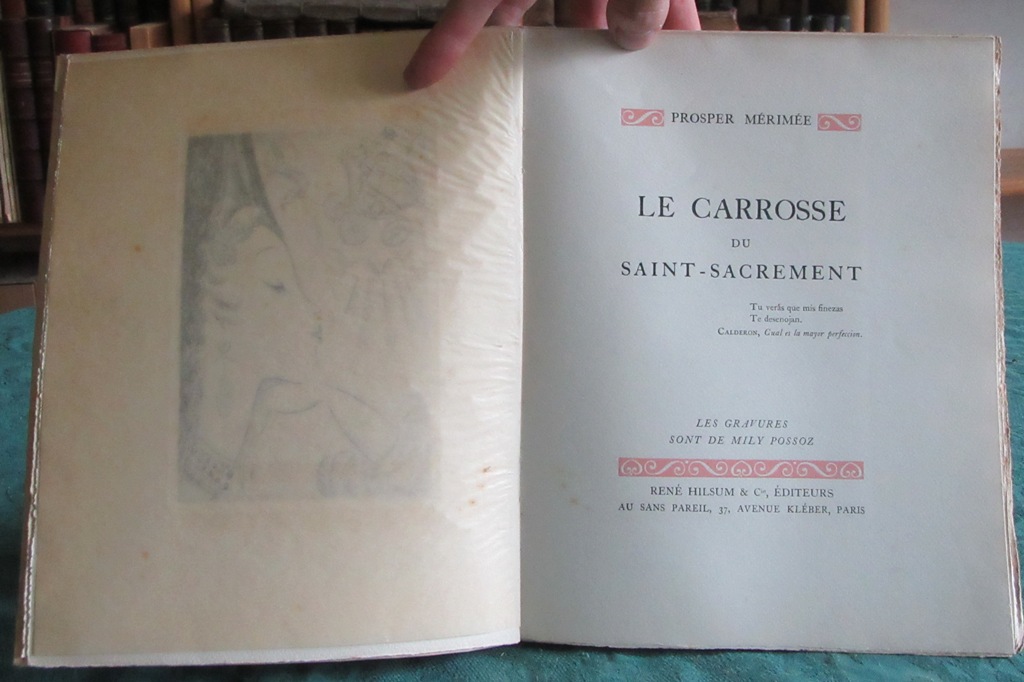 PROSPER MÉRIMÉE
LE CARROSSE
DU
SAINT-SACREMENT
Tu verás que mis finezas
Te desenojan.
CALDERON, Cual es la mayor perfeccion.
LES GRAVURES
SONT DE MILY POSSOZ
RENÉ HILSUM & Cie, ÉDITEURS
AU SANS PAREIL, 37, AVENUE KLÉBER, PARIS